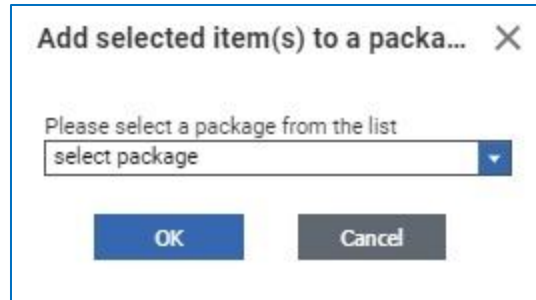 Add selected item(s) to a packa...
Please select a package from the list
select package
OK
Cancel